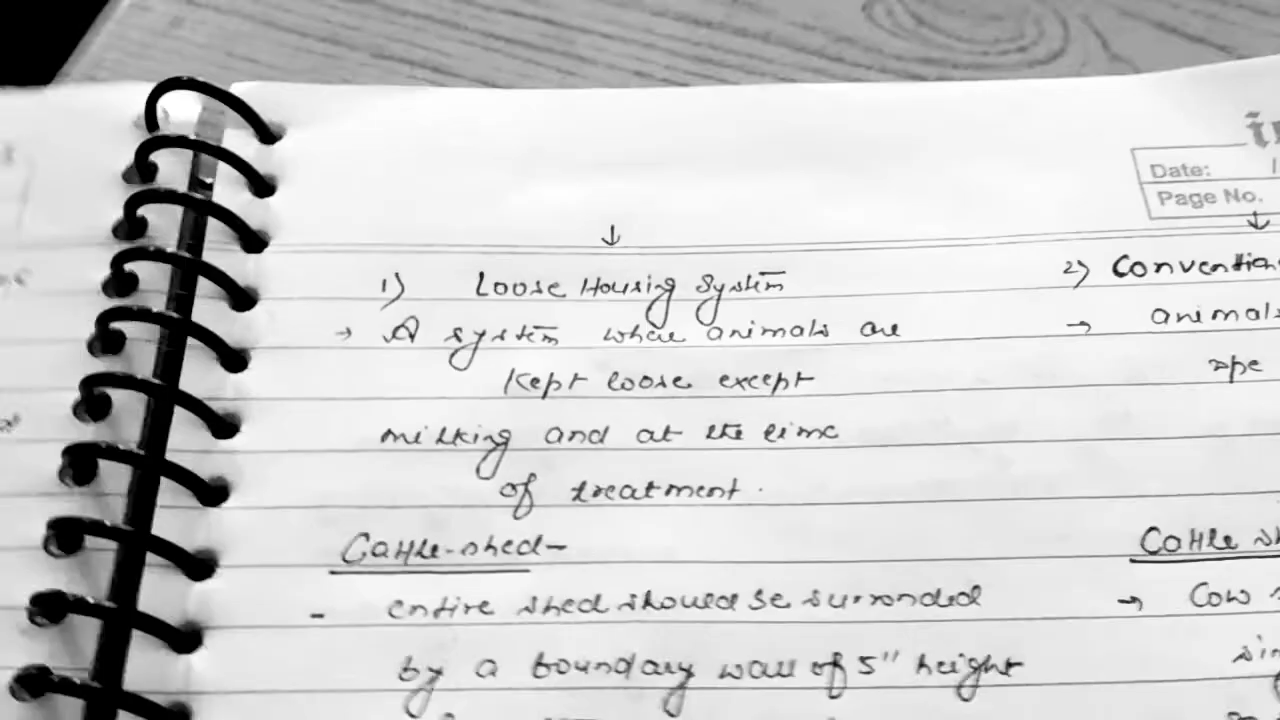 Date:
Page No.
↓ ↓
1) Loose Housing System
→ A system where animals are
kept loose except
milking and at the time
of treatment.
Cattle-shed-
- entire shed should be surronded
by a boundary wall of 5" height
2) Convention
→ animals
Cattle sh
→ Cow s